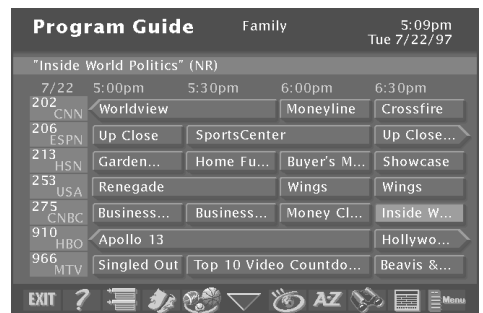 Program Guide Family 5:09pm
Tue 7/22/97
"Inside World Politics" (NR)
7/22 5:00pm 5:30pm 6:00pm 6:30pm
202 CNN Worldview Moneyline Crossfire
206 ESPN Up Close SportsCenter Up Close...
213 HSN Garden... Home Fu... Buyer's M... Showcase
253 USA Renegade Wings Wings
275 CNBC Business... Business... Money Cl... Inside W...
910 HBO Apollo 13 Hollywo...
966 MTV Singled Out Top 10 Video Countdo... Beavis &...
EXIT ? AZ Menu